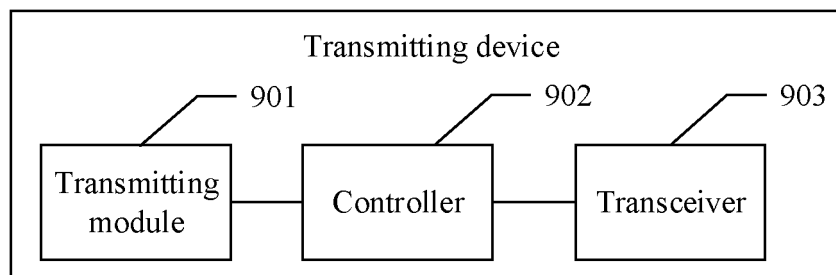 Transmitting device
901
902
903
Transmitting
module
Controller
Transceiver